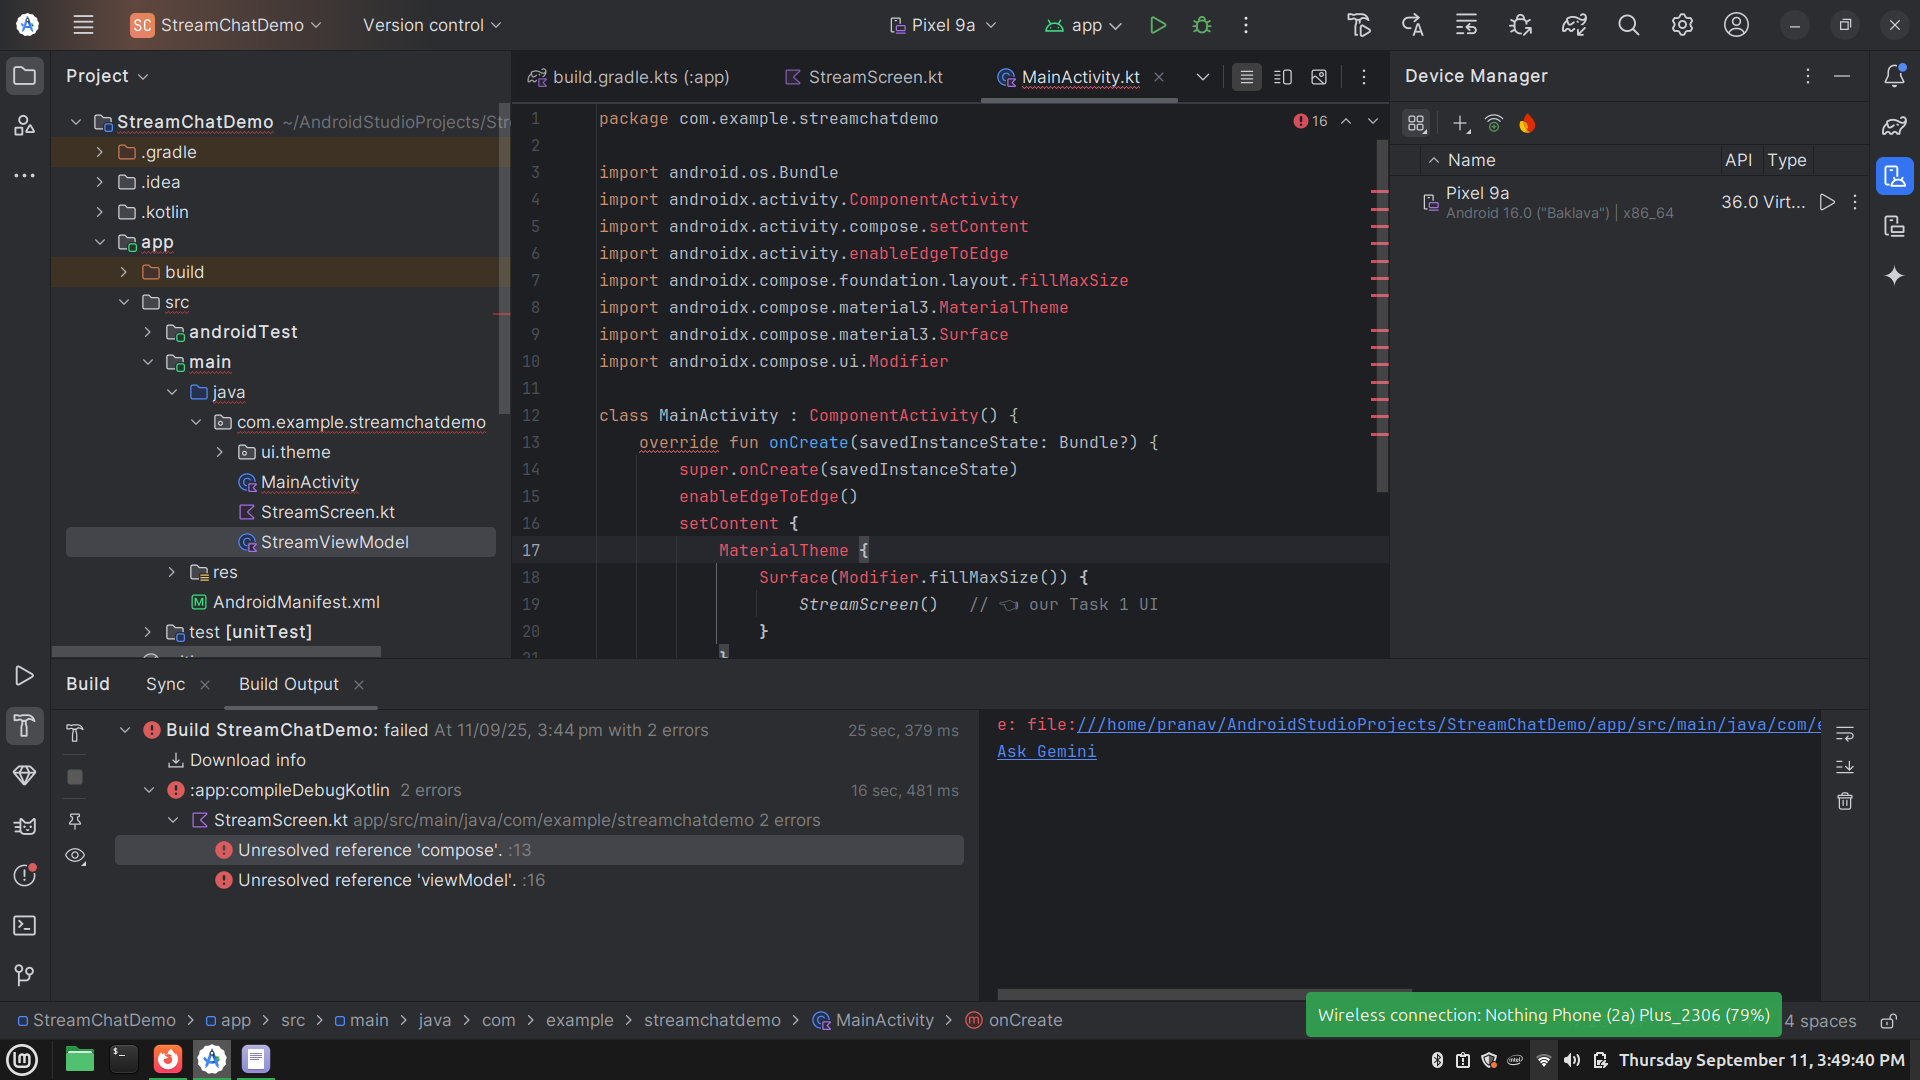 SC StreamChatDemo
Version control
Pixel 9a
app
Project
build.gradle.kts (:app)
StreamScreen.kt
MainActivity.kt
Device Manager
StreamChatDemo ~/AndroidStudioProjects/Str
.gradle
.idea
.kotlin
app
build
src
androidTest
main
java
com.example.streamchatdemo
ui.theme
MainActivity
StreamScreen.kt
StreamViewModel
res
AndroidManifest.xml
test [unitTest]
16
1 package com.example.streamchatdemo
2
3 import android.os.Bundle
4 import androidx.activity.ComponentActivity
5 import androidx.activity.compose.setContent
6 import androidx.activity.enableEdgeToEdge
7 import androidx.compose.foundation.layout.fillMaxSize
8 import androidx.compose.material3.MaterialTheme
9 import androidx.compose.material3.Surface
10 import androidx.compose.ui.Modifier
11
12 class MainActivity : ComponentActivity() {
13 override fun onCreate(savedInstanceState: Bundle?) {
14 super.onCreate(savedInstanceState)
15 enableEdgeToEdge()
16 setContent {
17 MaterialTheme {
18 Surface(Modifier.fillMaxSize()) {
19 StreamScreen() // 👈 our Task 1 UI
20 }
21 }
Name API Type
Pixel 9a 36.0 Virt...
Android 16.0 ("Baklava") | x86_64
Build Sync Build Output
Build StreamChatDemo: failed At 11/09/25, 3:44 pm with 2 errors 25 sec, 379 ms
Download info
:app:compileDebugKotlin 2 errors 16 sec, 481 ms
StreamScreen.kt app/src/main/java/com/example/streamchatdemo 2 errors
Unresolved reference 'compose'. :13
Unresolved reference 'viewModel'. :16
e: file:///home/pranav/AndroidStudioProjects/StreamChatDemo/app/src/main/java/com/e
Ask Gemini
StreamChatDemo > app > src > main > java > com > example > streamchatdemo > MainActivity > onCreate
Wireless connection: Nothing Phone (2a) Plus_2306 (79%)
4 spaces
Thursday September 11, 3:49:40 PM